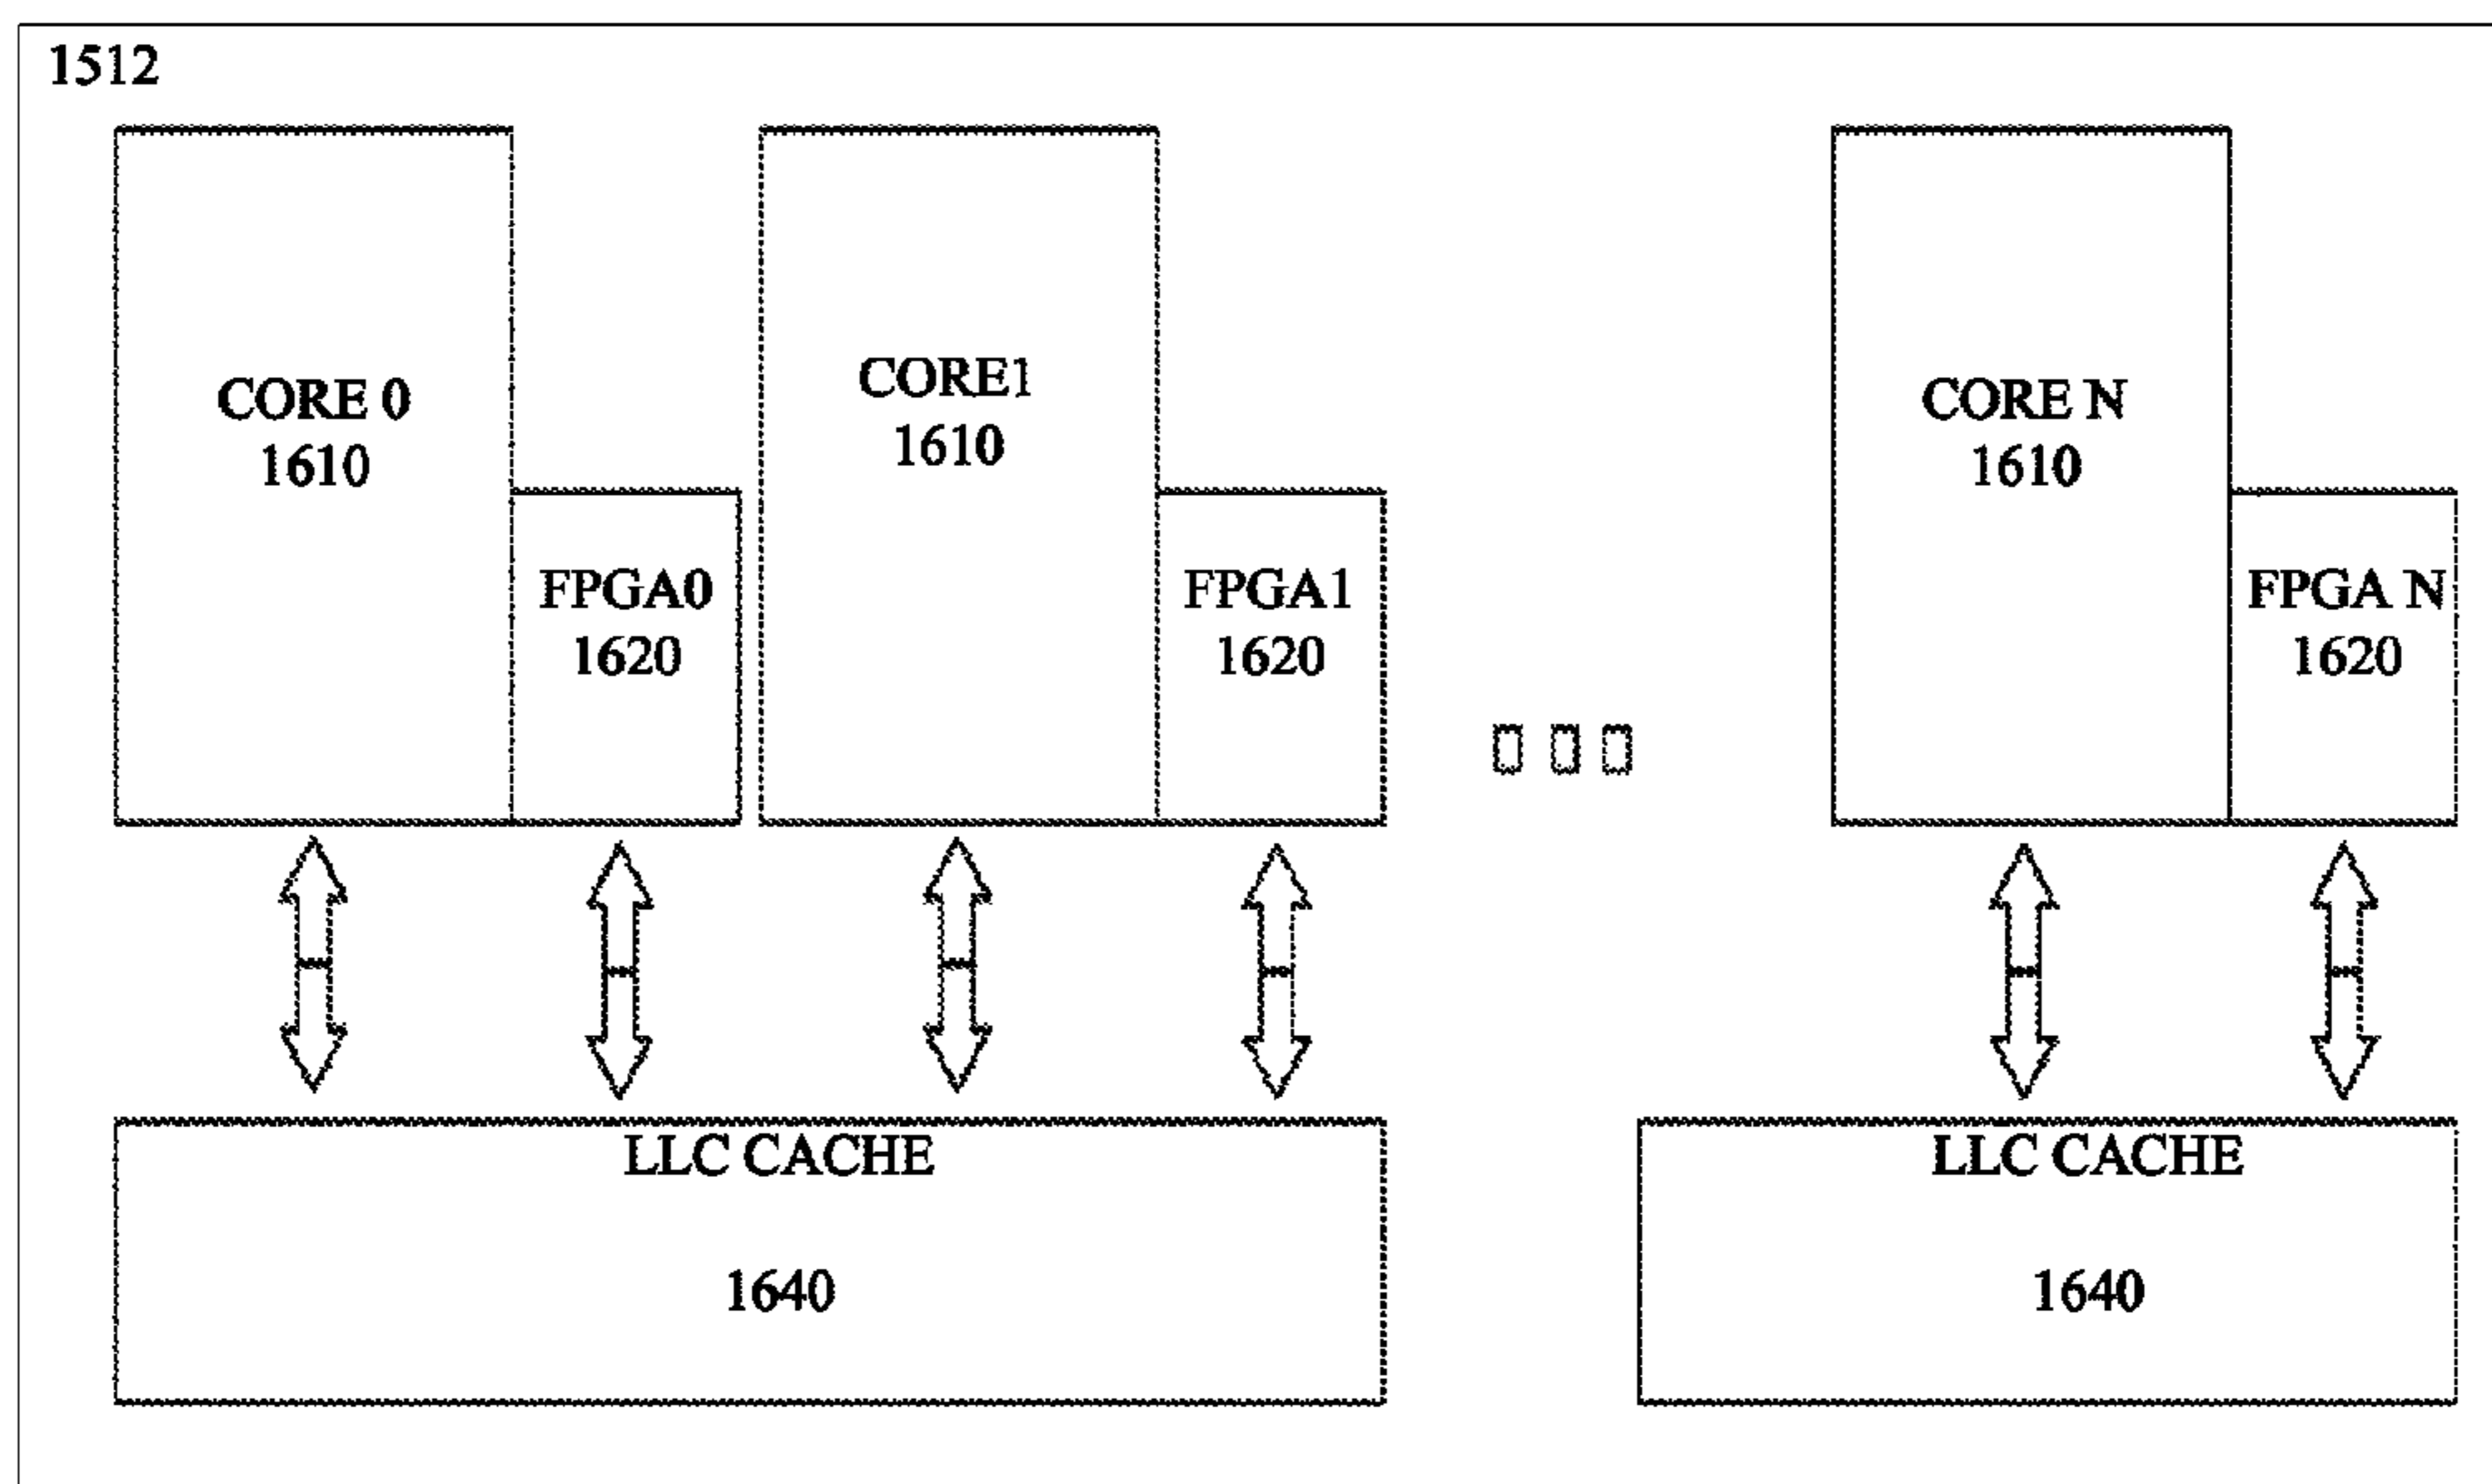 1512
CORE 0
1610
FPGA0
1620
CORE1
1610
FPGA1
1620
CORE N
1610
FPGA N
1620
LLC CACHE
1640
LLC CACHE
1640